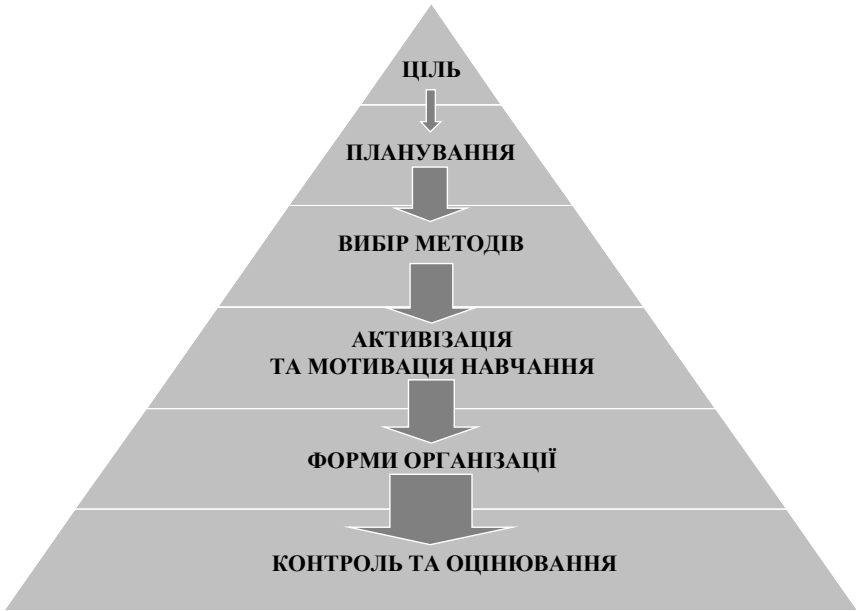 ЦІЛЬ
ПЛАНУВАННЯ
ВИБІР МЕТОДІВ
АКТИВІЗАЦІЯ
ТА МОТИВАЦІЯ НАВЧАННЯ
ФОРМИ ОРГАНІЗАЦІЇ
КОНТРОЛЬ ТА ОЦІНЮВАННЯ